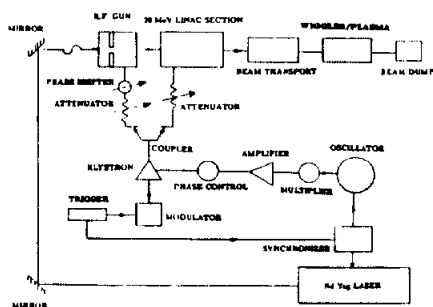 MIRROR
R.F. GUN
20 MeV LINAC SECTION
WIGGLER/PLASMA
BEAM TRANSPORT
BEAM DUMP
PHASE SHIFTER
ATTENUATOR
ATTENUATOR
COUPLER
KLYSTRON
AMPLIFIER
OSCILLATOR
PHASE CONTROL
MULTIPLIER
TRIGGER
MODULATOR
SYNCHRONISER
Nd Yag LASER
MIRROR